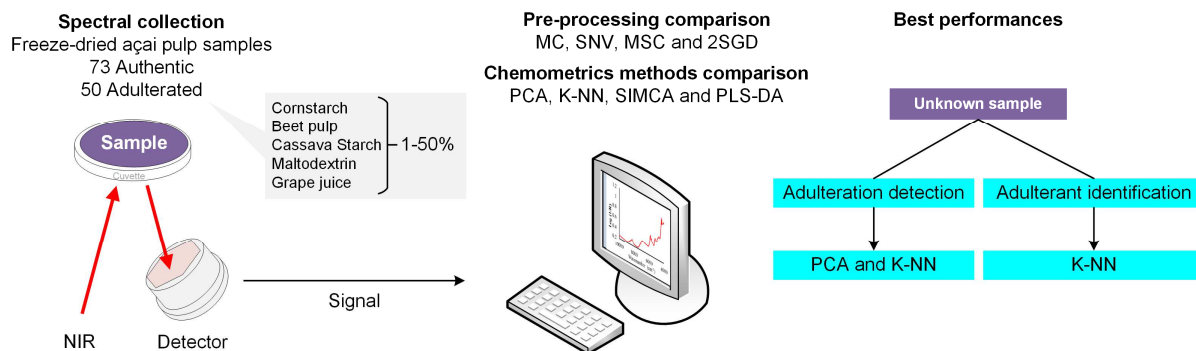 Spectral collection
Freeze-dried açai pulp samples
73 Authentic
50 Adulterated
Cornstarch
Beet pulp
Cassava Starch
Maltodextrin
Grape juice
1-50%
Sample
Cuvette
NIR
Detector
Signal
Pre-processing comparison
MC, SNV, MSC and 2SGD
Chemometrics methods comparison
PCA, K-NN, SIMCA and PLS-DA
Best performances
Unknown sample
Adulteration detection
Adulterant identification
PCA and K-NN
K-NN